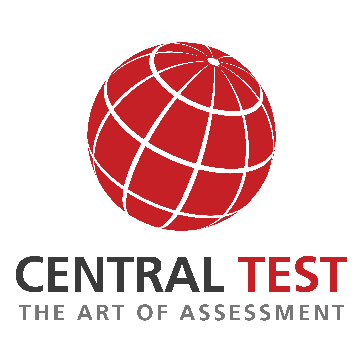 CENTRAL TEST
THE ART OF ASSESSMENT